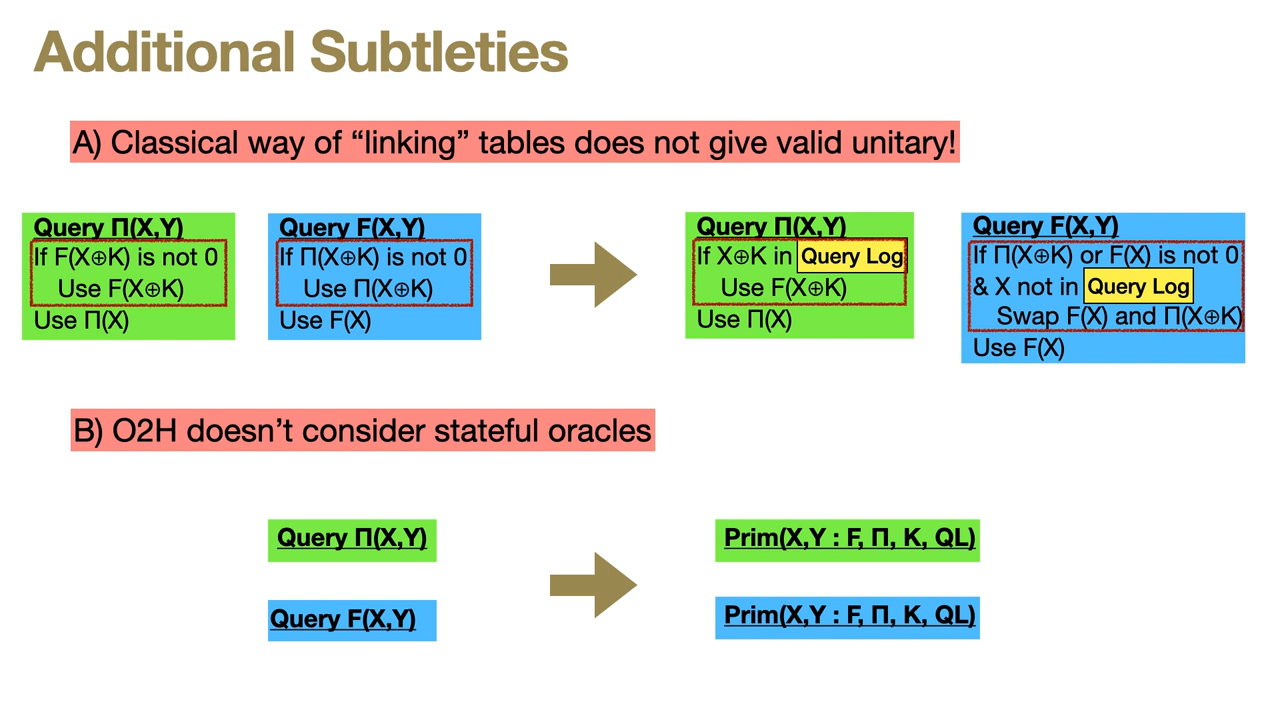 Additional Subtleties
A) Classical way of “linking” tables does not give valid unitary!
Query Π(X,Y)
If F(X⊕K) is not 0
Use F(X⊕K)
Use Π(X)
Query F(X,Y)
If Π(X⊕K) is not 0
Use Π(X⊕K)
Use F(X)
Query Π(X,Y)
If X⊕K in Query Log
Use F(X⊕K)
Use Π(X)
Query F(X,Y)
If Π(X⊕K) or F(X) is not 0
& X not in Query Log
Swap F(X) and Π(X⊕K)
Use F(X)
B) O2H doesn’t consider stateful oracles
Query Π(X,Y)
Prim(X,Y : F, Π, K, QL)
Query F(X,Y)
Prim(X,Y : F, Π, K, QL)